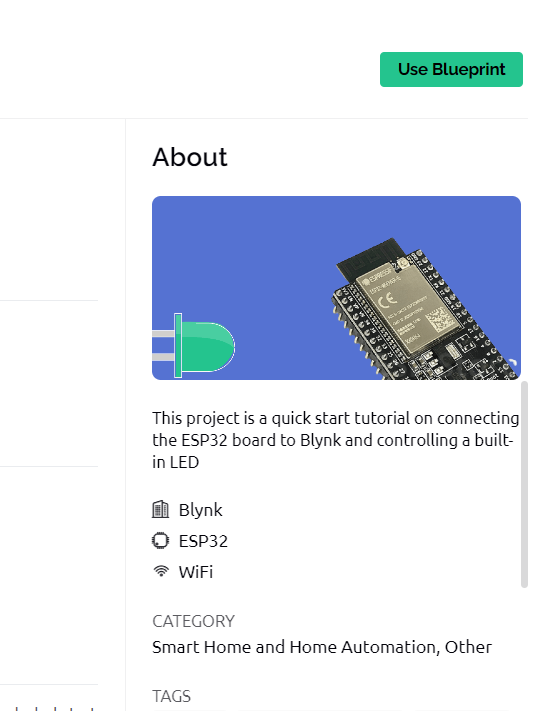 Use Blueprint
About
This project is a quick start tutorial on connecting
the ESP32 board to Blynk and controlling a built-
in LED
Blynk
ESP32
WiFi
CATEGORY
Smart Home and Home Automation, Other
TAGS